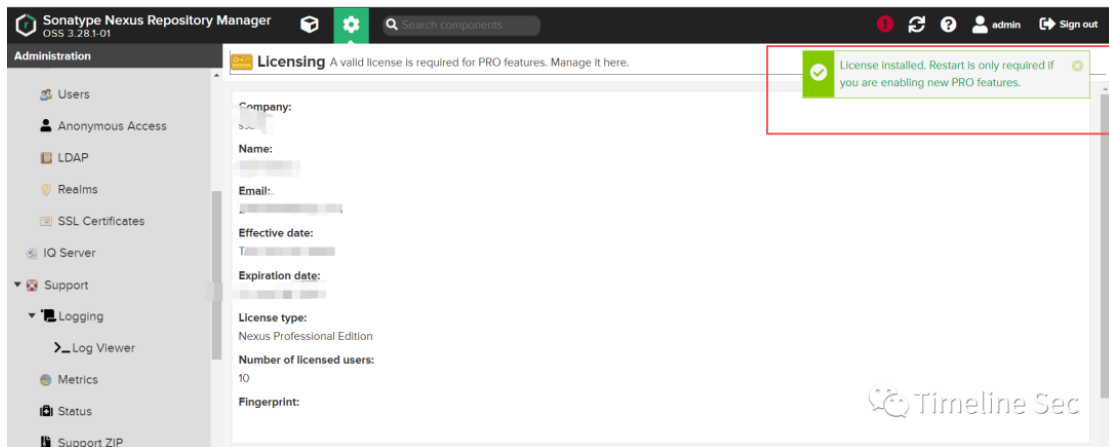 Sonatype Nexus Repository Manager
OSS 3.28.1-01
Search components
admin
Sign out
Administration
Users
Anonymous Access
LDAP
Realms
SSL Certificates
IQ Server
Support
Logging
Log Viewer
Metrics
Status
Support ZIP
Licensing A valid license is required for PRO features. Manage it here.
License installed. Restart is only required if
you are enabling new PRO features.
Company:
Name:
Email:
Effective date:
Expiration date:
License type:
Nexus Professional Edition
Number of licensed users:
10
Fingerprint:
Timeline Sec